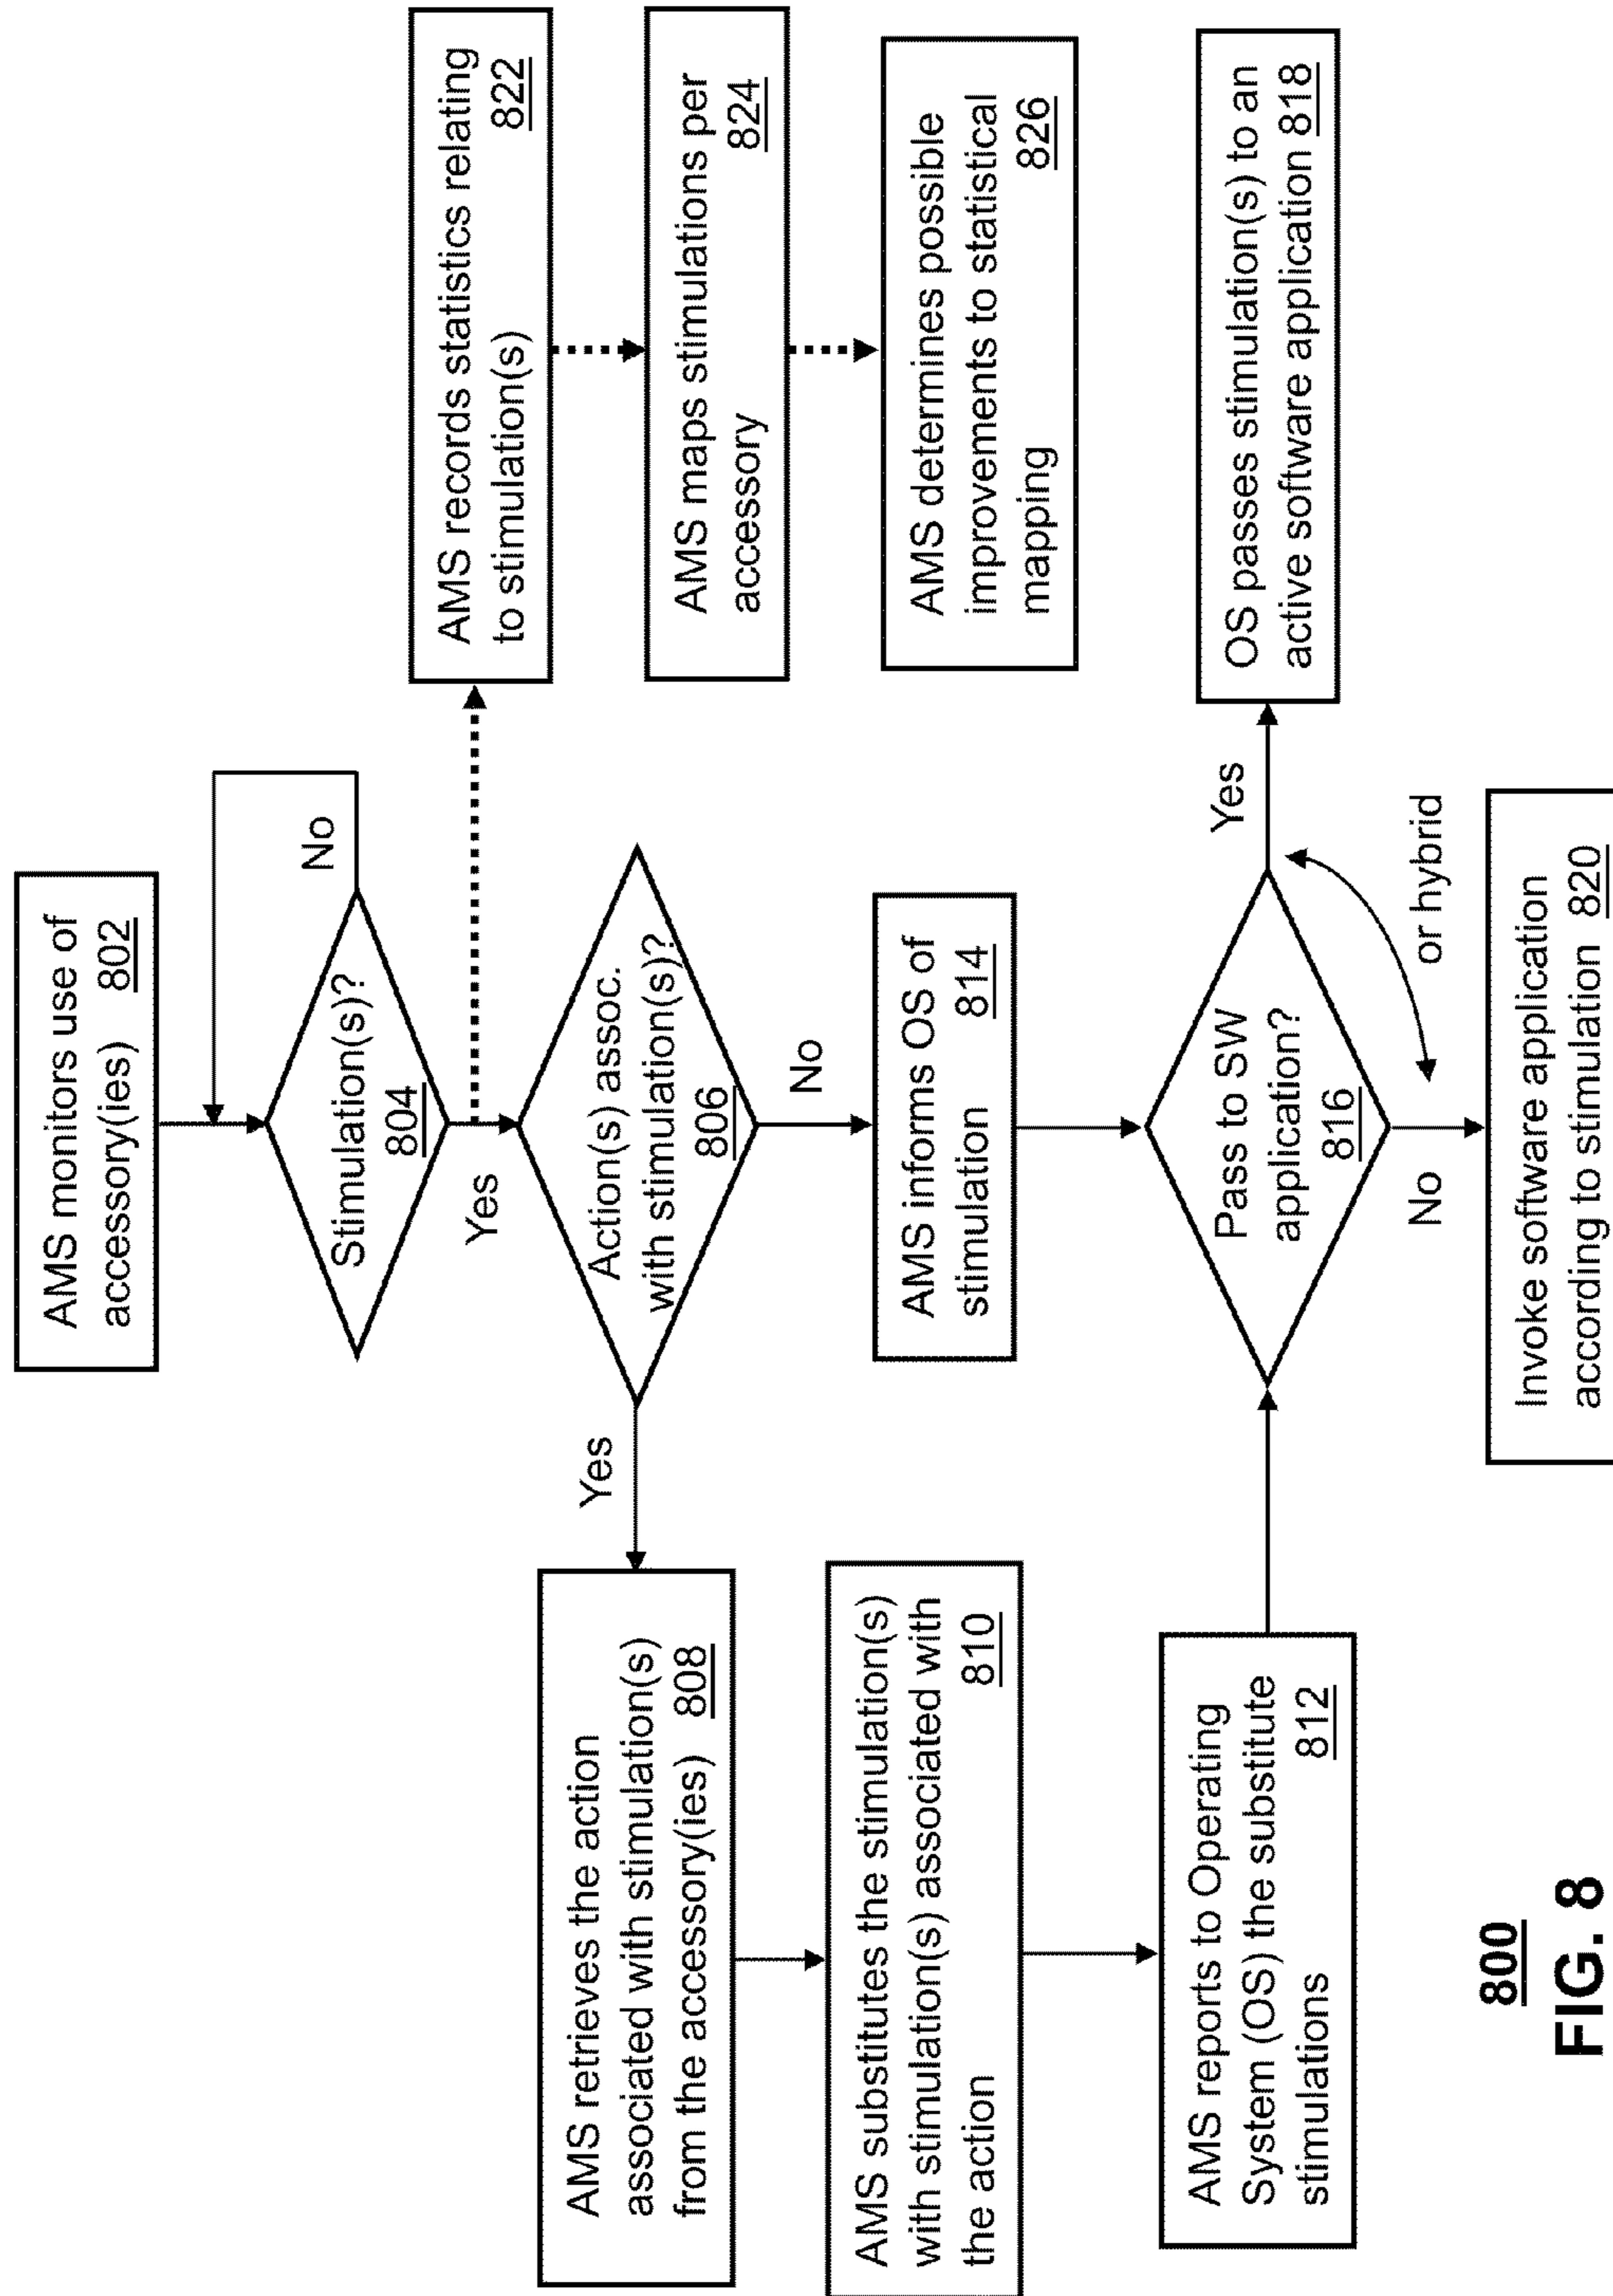 AMS monitors use of
accessory(ies) 802
No
Stimulation(s)?
804
Yes
AMS records statistics relating
to stimulation(s) 822
Action(s) assoc.
with stimulation(s)?
806
Yes
No
AMS maps stimulations per
accessory 824
AMS retrieves the action
associated with stimulation(s)
from the accessory(ies) 808
AMS determines possible
improvements to statistical
mapping 826
AMS substitutes the stimulation(s)
with stimulation(s) associated with
the action 810
AMS informs OS of
stimulation 814
AMS reports to Operating
System (OS) the substitute
stimulations 812
Pass to SW
application?
816
Yes
OS passes stimulation(s) to an
active software application 818
No
or hybrid
Invoke software application
according to stimulation 820
800
FIG. 8